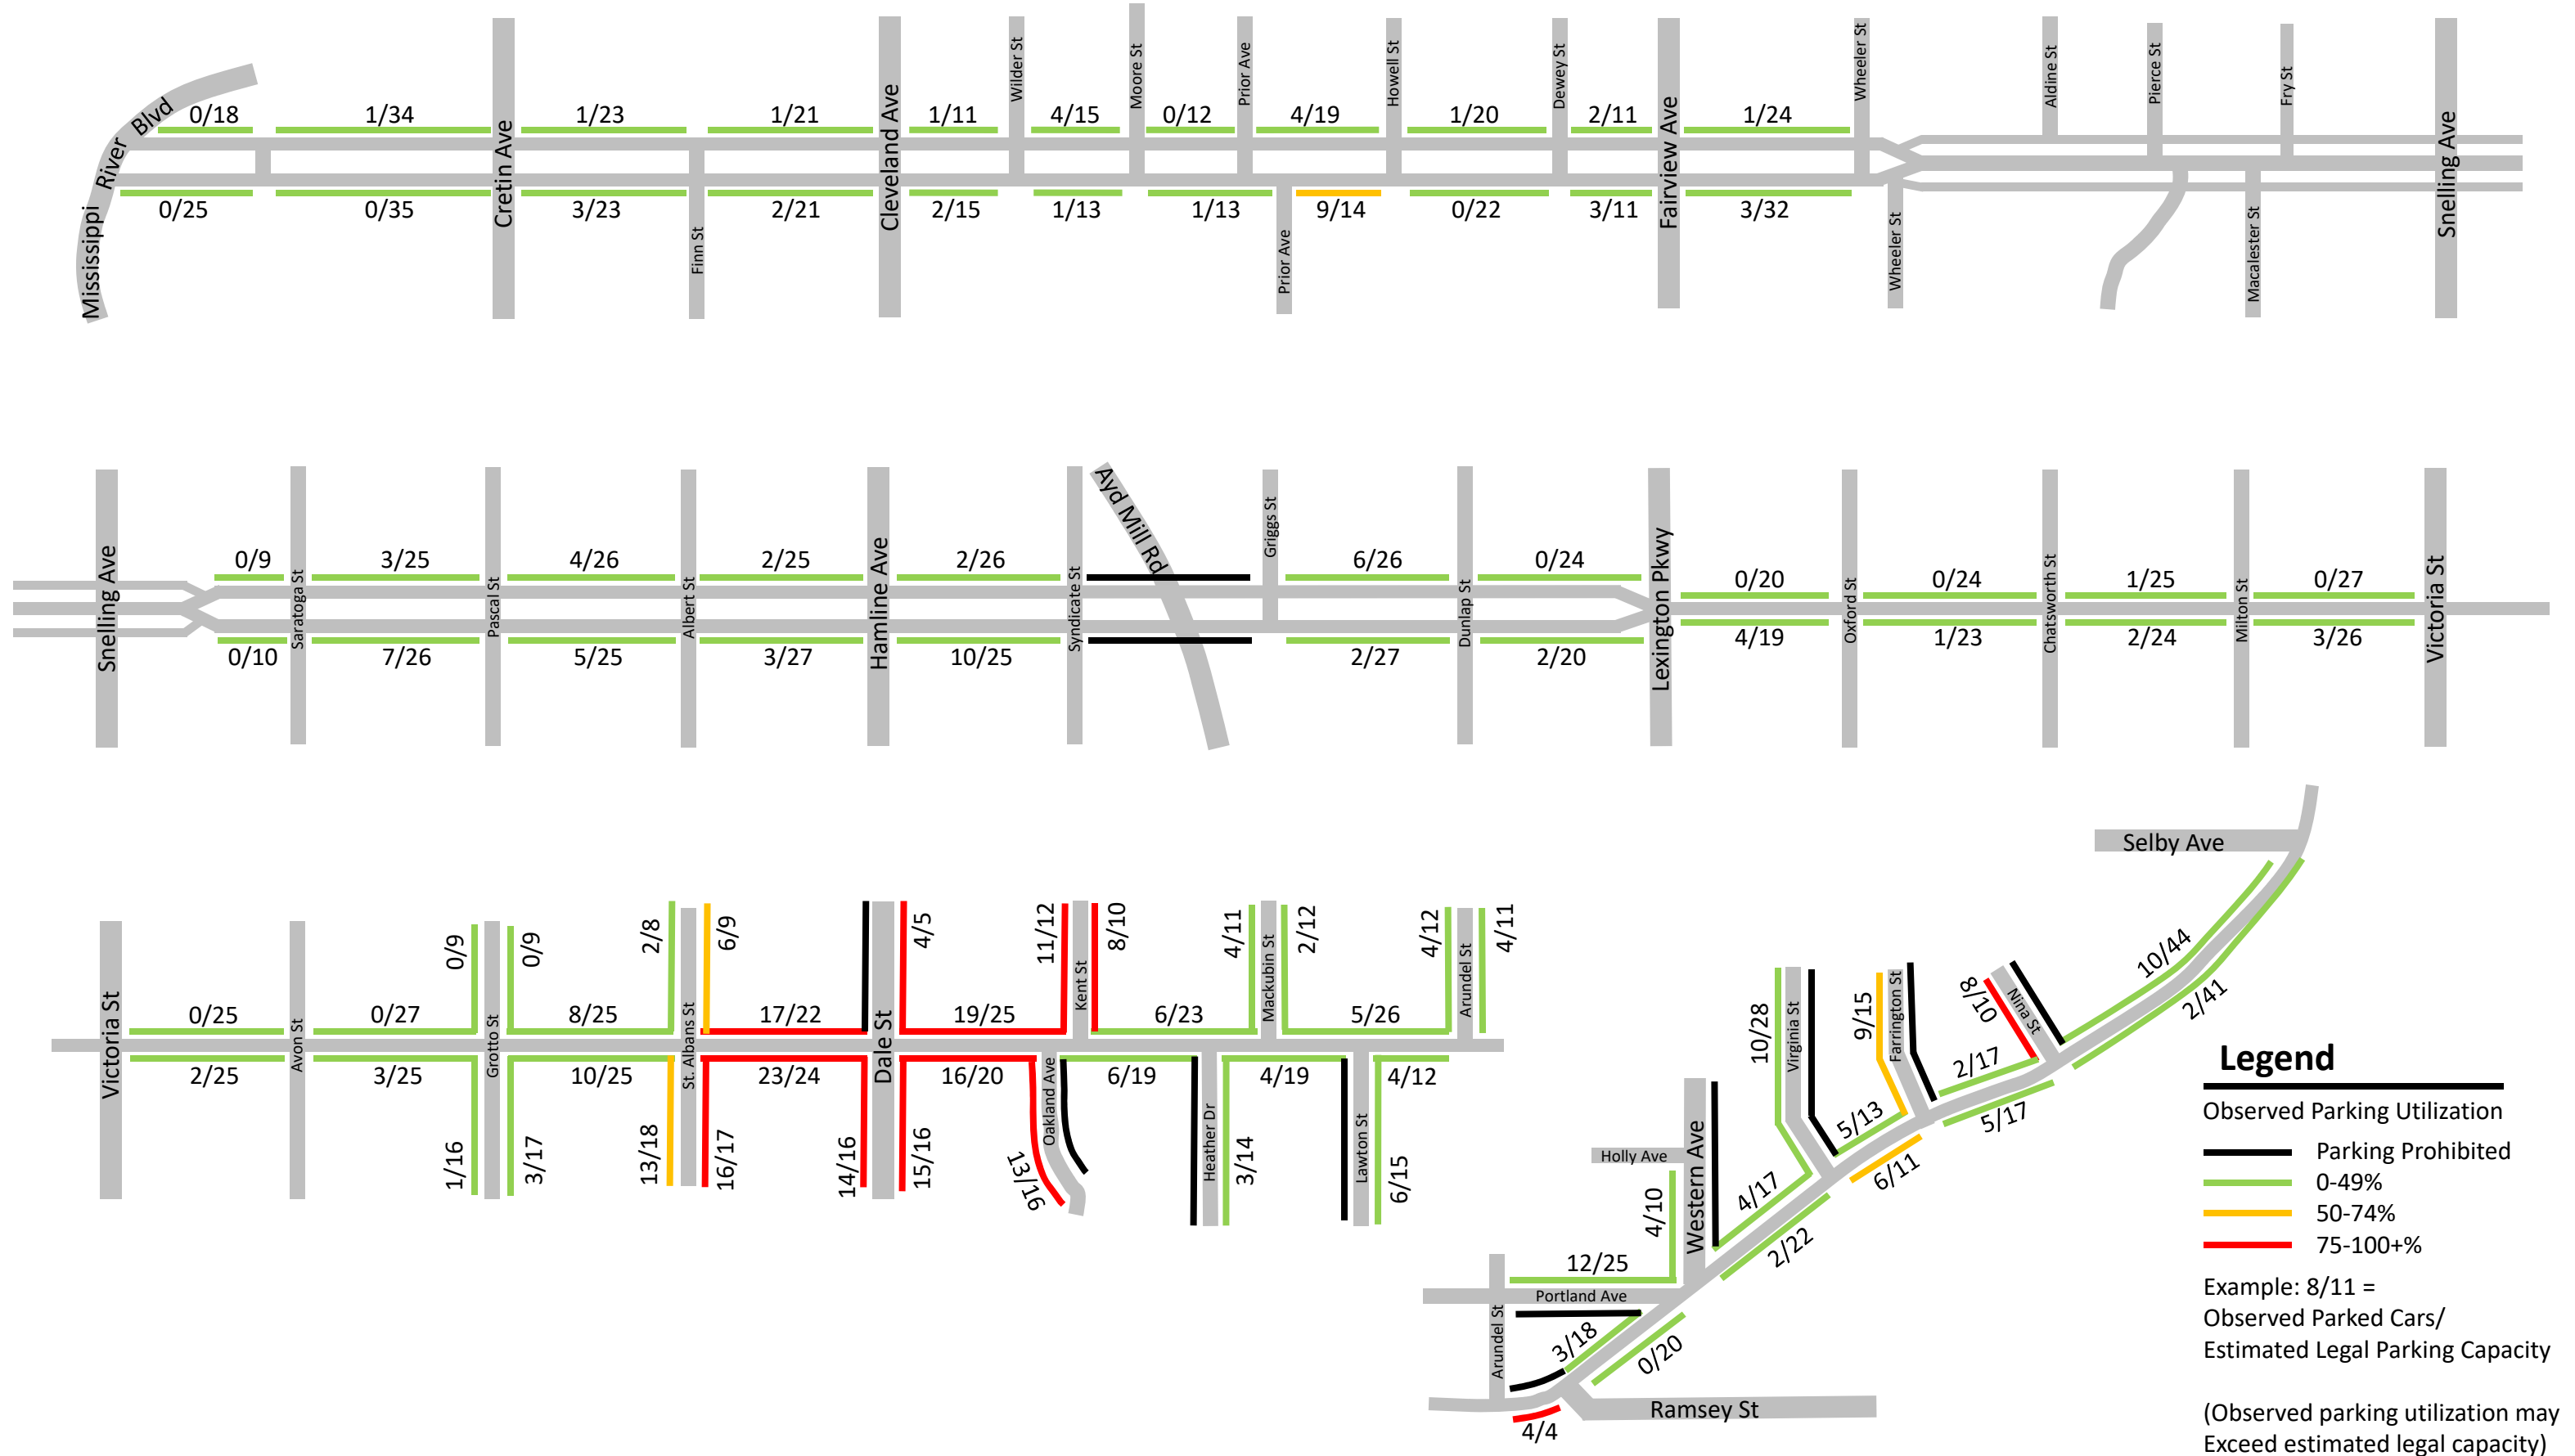 Wilder St
Moore St
Prior Ave
Howell St
Dewey St
Wheeler St
Aldine St
Pierce St
Fry St
Mississippi River Blvd
0/18
1/34
Cretin Ave
1/23
1/21
Cleveland Ave
1/11
4/15
0/12
4/19
1/20
2/11
Fairview Ave
1/24
Snelling Ave
0/25
0/35
3/23
Finn St
2/21
2/15
1/13
1/13
Prior Ave
9/14
0/22
3/11
3/32
Wheeler St
Macalester St
Snelling Ave
0/9
Saratoga St
3/25
Pascal St
4/26
Albert St
2/25
Hamline Ave
2/26
Syndicate St
Ayd Mill Rd
Griggs St
6/26
Dunlap St
0/24
Lexington Pkwy
0/20
Oxford St
0/24
Chatsworth St
1/25
Milton St
0/27
Victoria St
0/10
7/26
5/25
3/27
10/25
2/27
2/20
4/19
1/23
2/24
3/26
Victoria St
0/25
Avon St
0/27
0/9
Grotto St
0/9
8/25
2/8
St. Albans St
6/9
17/22
Dale St
4/5
19/25
11/12
Kent St
8/10
6/23
4/11
Mackubin St
2/12
5/26
4/12
Arundel St
4/11
2/25
3/25
1/16
3/17
10/25
13/18
16/17
23/24
14/16
15/16
16/20
13/16
Oakland Ave
6/19
Heather Dr
3/14
4/19
Lawton St
4/12
6/15
Selby Ave
10/44
2/41
Nina St
8/10
Farrington St
9/15
Virginia St
10/28
2/17
5/17
5/13
6/11
4/17
2/22
Holly Ave
Western Ave
4/10
12/25
Portland Ave
Arundel St
3/18
0/20
Ramsey St
4/4
Legend
Observed Parking Utilization
Parking Prohibited
0-49%
50-74%
75-100+%
Example: 8/11 =
Observed Parked Cars/
Estimated Legal Parking Capacity
(Observed parking utilization may
Exceed estimated legal capacity)